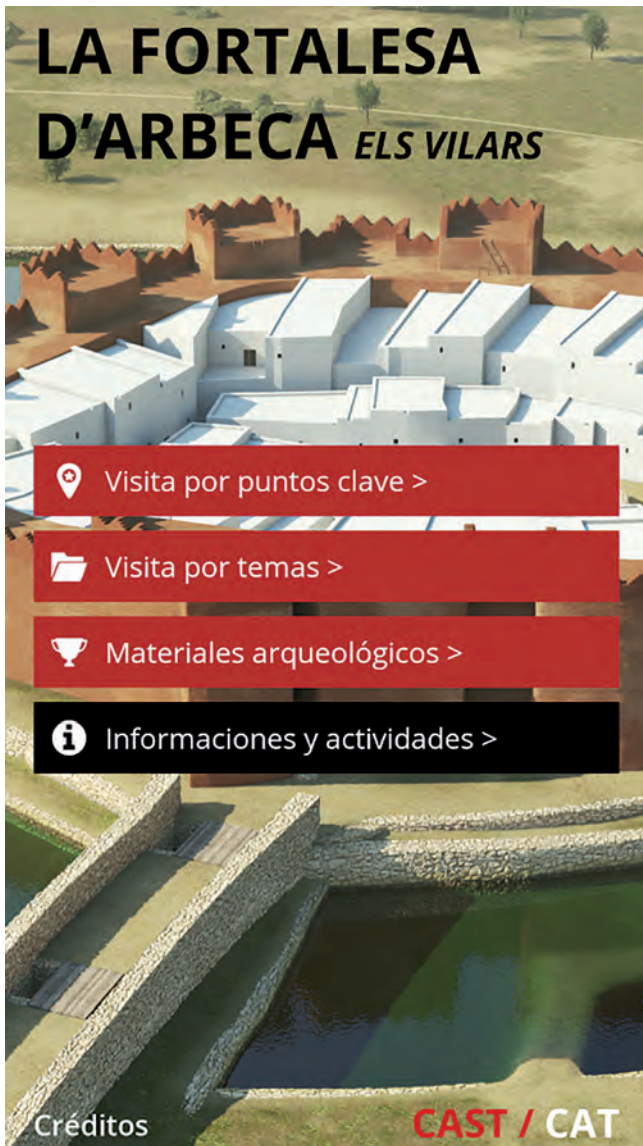 LA FORTALESA
D'ARBECA ELS VILARS
Visita por puntos clave >
Visita por temas >
Materiales arqueológicos >
Informaciones y actividades >
Créditos
CAST / CAT